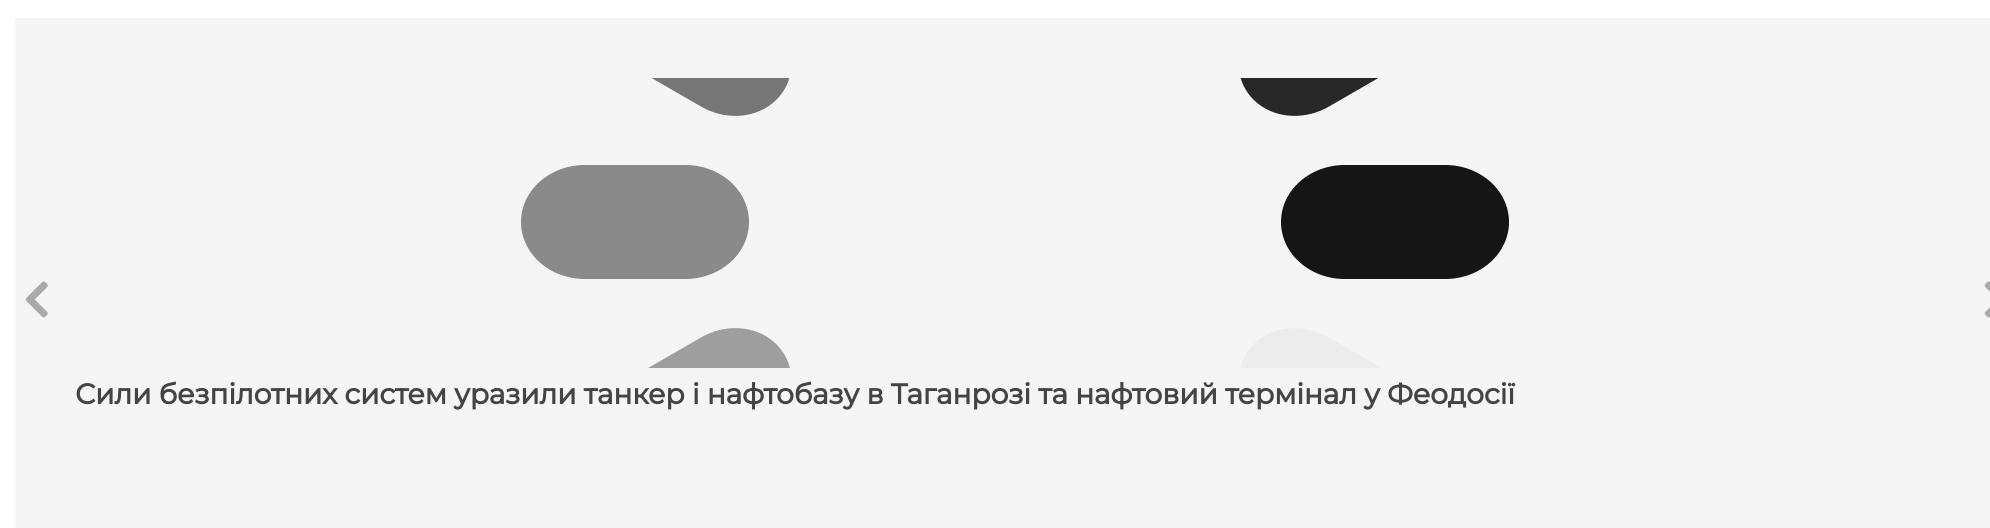 Сили безпілотних систем уразили танкер і нафтобазу в Таганрозі та нафтовий термінал у Феодосії